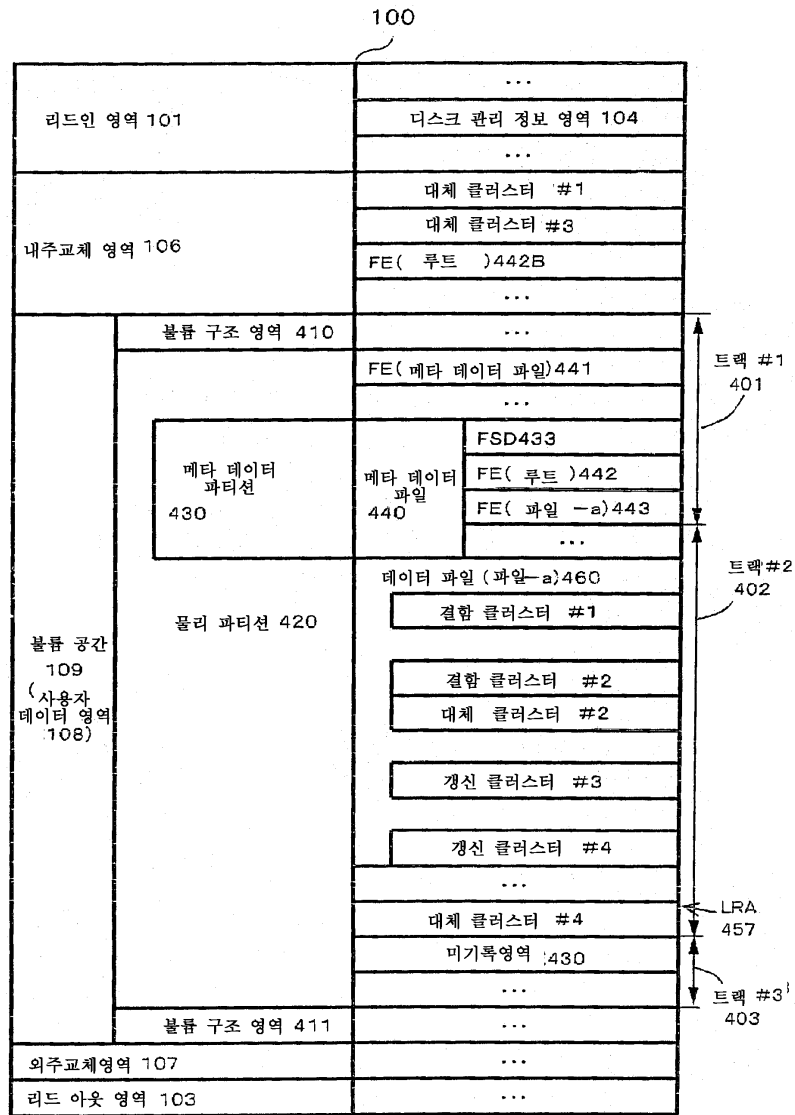 100
...
리드인 영역 101
디스크 관리 정보 영역 104
...
대체 클러스터 #1
대체 클러스터 #3
내주교체 영역 106
FE( 루트 )442B
...
볼륨 구조 영역 410
...
트랙 #1
401
FE(메타 데이터 파일)441
...
메타 데이터
파티션
430
메타 데이터
파일
440
FSD433
FE( 루트 )442
FE( 파일 -a)443
...
데이터 파일 (파일-a)460
트랙#2
402
결함 클러스터 #1
물리 파티션 420
볼륨 공간
109
(사용자
데이터 영역
108)
결함 클러스터 #2
대체 클러스터 #2
갱신 클러스터 #3
갱신 클러스터 #4
...
LRA
457
대체 클러스터 #4
미기록영역 430
...
트랙 #3
403
볼륨 구조 영역 411
...
외주교체영역 107
...
리드 아웃 영역 103
...